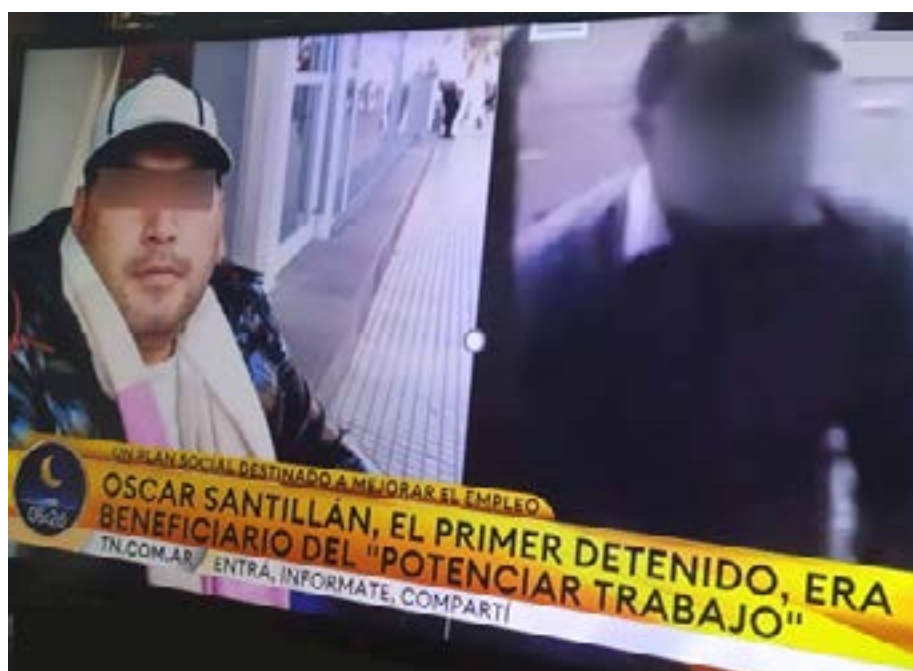 UN PLAN SOCIAL DESTINADO A MEJORAR EL EMPLEO
OSCAR SANTILLÁN, EL PRIMER DETENIDO, ERA
BENEFICIARIO DEL "POTENCIAR TRABAJO"
TN.COM.AR ENTRÁ, INFORMATE, COMPARTÍ